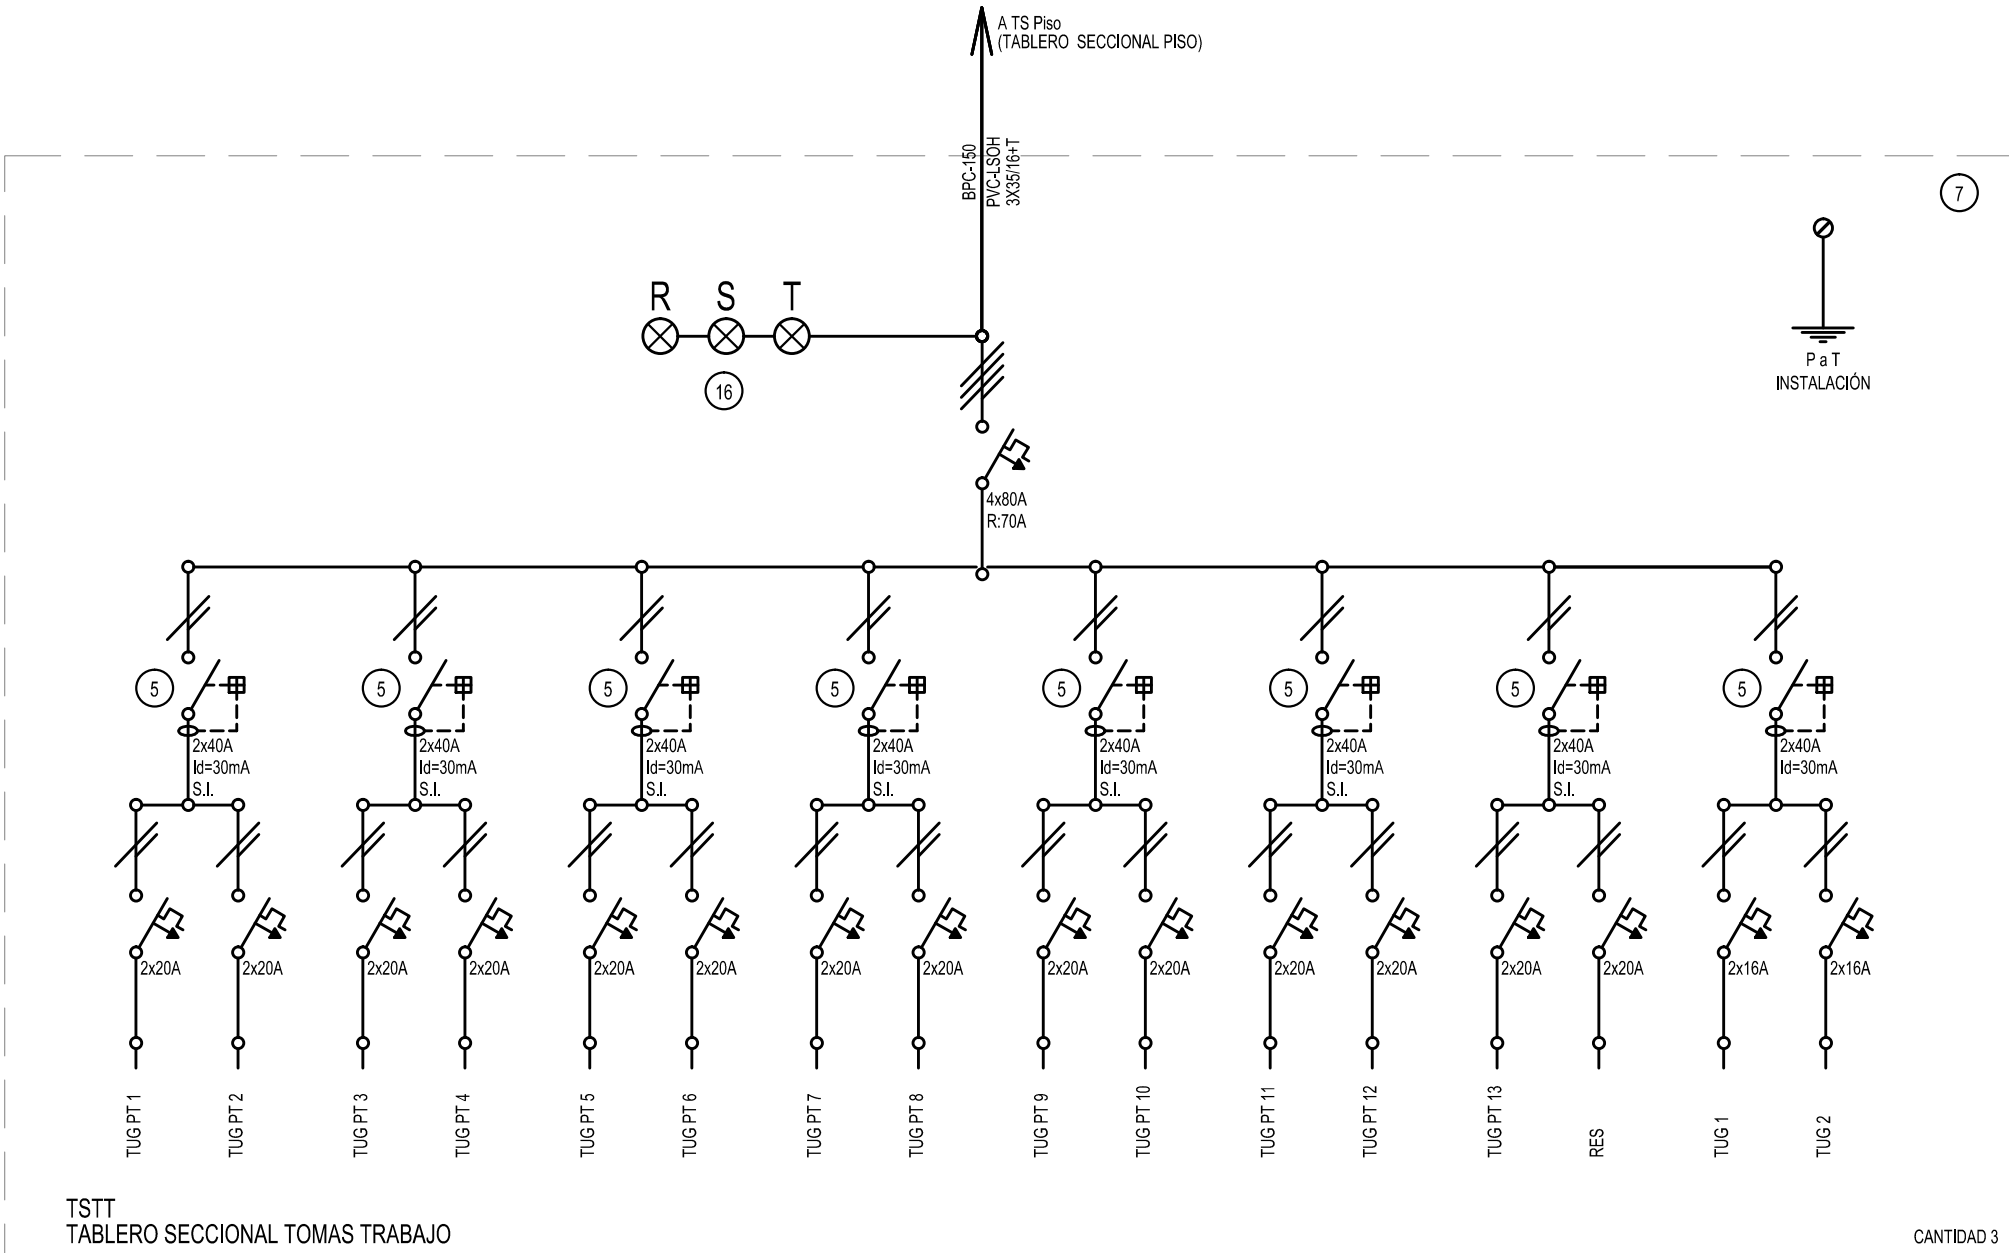 A TS Piso
(TABLERO SECCIONAL PISO)
BPC-150
PVC-LSOH
3X35/16+T
7
R S T
16
P a T
INSTALACIÓN
4x80A
R:70A
5 5 5 5 5 5 5 5
2x40A 2x40A 2x40A 2x40A 2x40A 2x40A 2x40A 2x40A
Id=30mA Id=30mA Id=30mA Id=30mA Id=30mA Id=30mA Id=30mA Id=30mA
S.I. S.I. S.I. S.I. S.I. S.I. S.I.
2x20A 2x20A 2x20A 2x20A 2x20A 2x20A 2x20A 2x20A 2x20A 2x20A 2x20A 2x20A 2x20A 2x20A 2x16A 2x16A
TUG PT 1
TUG PT 2
TUG PT 3
TUG PT 4
TUG PT 5
TUG PT 6
TUG PT 7
TUG PT 8
TUG PT 9
TUG PT 10
TUG PT 11
TUG PT 12
TUG PT 13
RES
TUG 1
TUG 2
TSTT
TABLERO SECCIONAL TOMAS TRABAJO
CANTIDAD 3